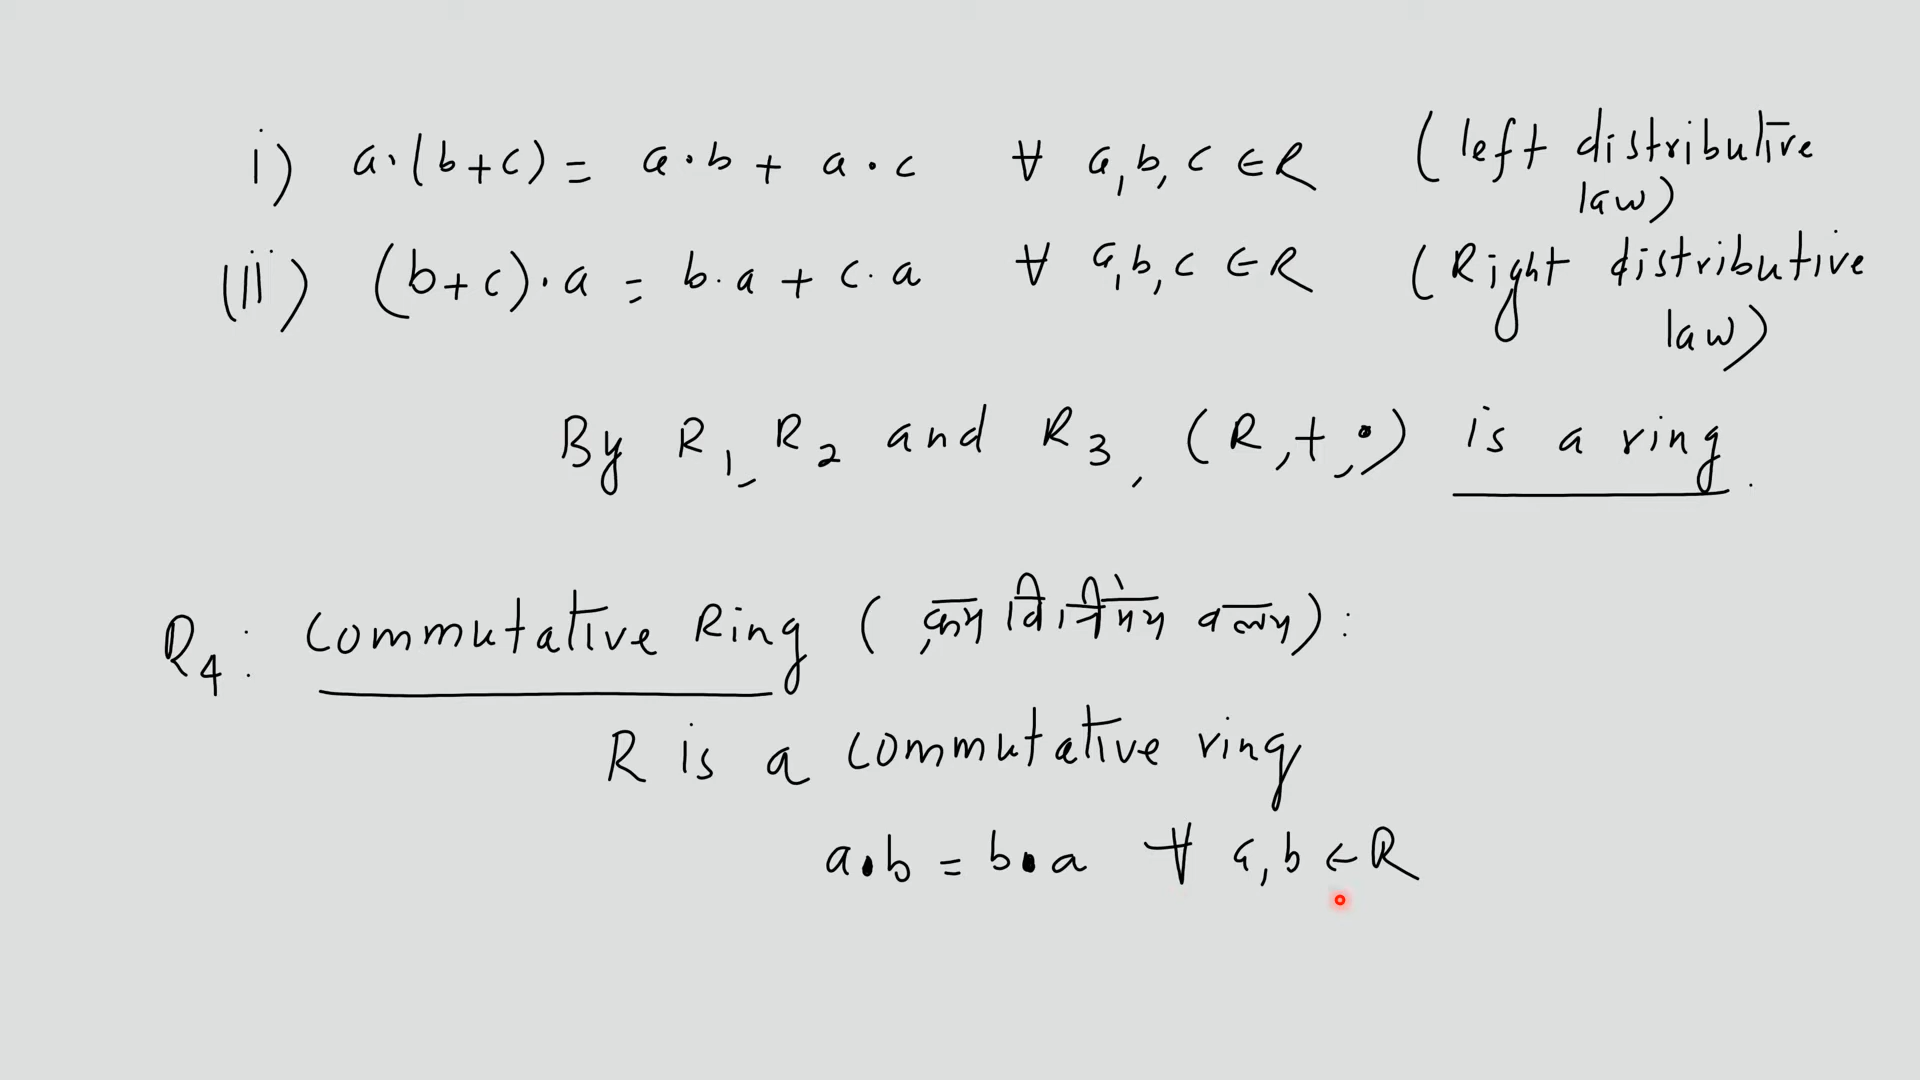 i) a·(b+c) = a·b + a·c ∀ a,b,c ∈ R (left distributive
law)
(ii) (b+c)·a = b·a + c·a ∀ a,b,c ∈ R (Right distributive
law)
By R₁, R₂ and R₃, (R,+,·) is a ring.
R₄: Commutative Ring ( क्रमविनिमेय वलय ):
R is a commutative ring
a·b = b·a ∀ a,b ∈ R